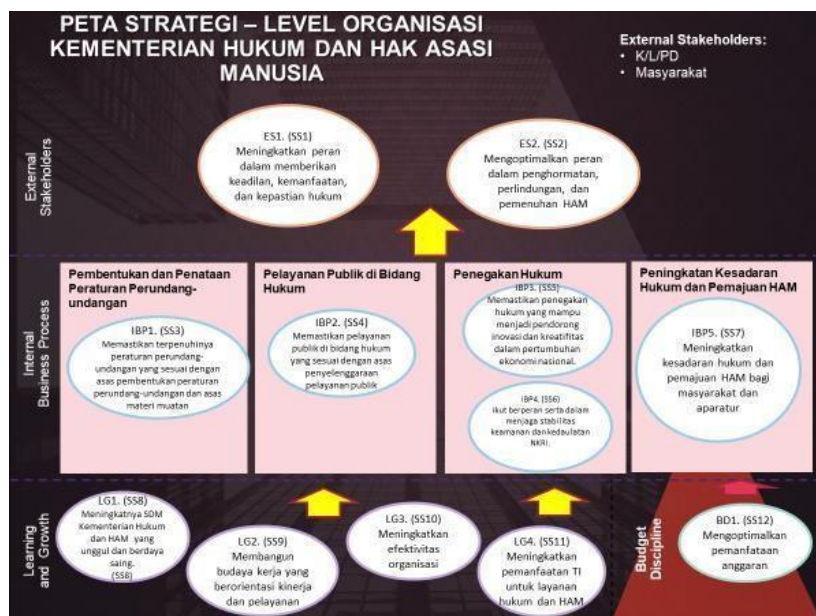 PETA STRATEGI – LEVEL ORGANISASI
KEMENTERIAN HUKUM DAN HAK ASASI
MANUSIA
External Stakeholders:
• K/L/PD
• Masyarakat
External
Stakeholders
ES1. (SS1)
Meningkatkan peran
dalam memberikan
keadilan, kemanfaatan,
dan kepastian hukum
ES2. (SS2)
Mengoptimalkan peran
dalam penghormatan,
perlindungan, dan
pemenuhan HAM
Internal
Business Process
Pembentukan dan Penataan
Peraturan Perundang-
undangan
IBP1. (SS3)
Memastikan terpenuhinya
peraturan perundang-
undangan yang sesuai dengan
asas pembentukan peraturan
perundang-undangan dan asas
materi muatan
Pelayanan Publik di Bidang
Hukum
IBP2. (SS4)
Memastikan pelayanan
publik di bidang hukum
yang sesuai dengan asas
penyelenggaraan
pelayanan publik
Penegakan Hukum
IBP3. (SS5)
Memastikan penegakan
hukum yang mampu
menjadi pendorong
inovasi dan kreatifitas
dalam pertumbuhan
ekonomi nasional.
IBP4. (SS6)
Ikut berperan serta dalam
menjaga stabilitas
keamanan dan kedaulatan
NKRI.
Peningkatan Kesadaran
Hukum dan Pemajuan HAM
IBP5. (SS7)
Meningkatkan
kesadaran hukum dan
pemajuan HAM bagi
masyarakat dan
aparatur
Learning
and Growth
LG1. (SS8)
Meningkatnya SDM
Kementerian Hukum
dan HAM yang
unggul dan berdaya
saing.
(SS8)
LG2. (SS9)
Membangun
budaya kerja yang
berorientasi kinerja
dan pelayanan
LG3. (SS10)
Meningkatkan
efektivitas
organisasi
LG4. (SS11)
Meningkatkan
pemanfaatan TI
untuk layanan
hukum dan HAM
Budget
Discipline
BD1. (SS12)
Mengoptimalkan
pemanfataan
anggaran